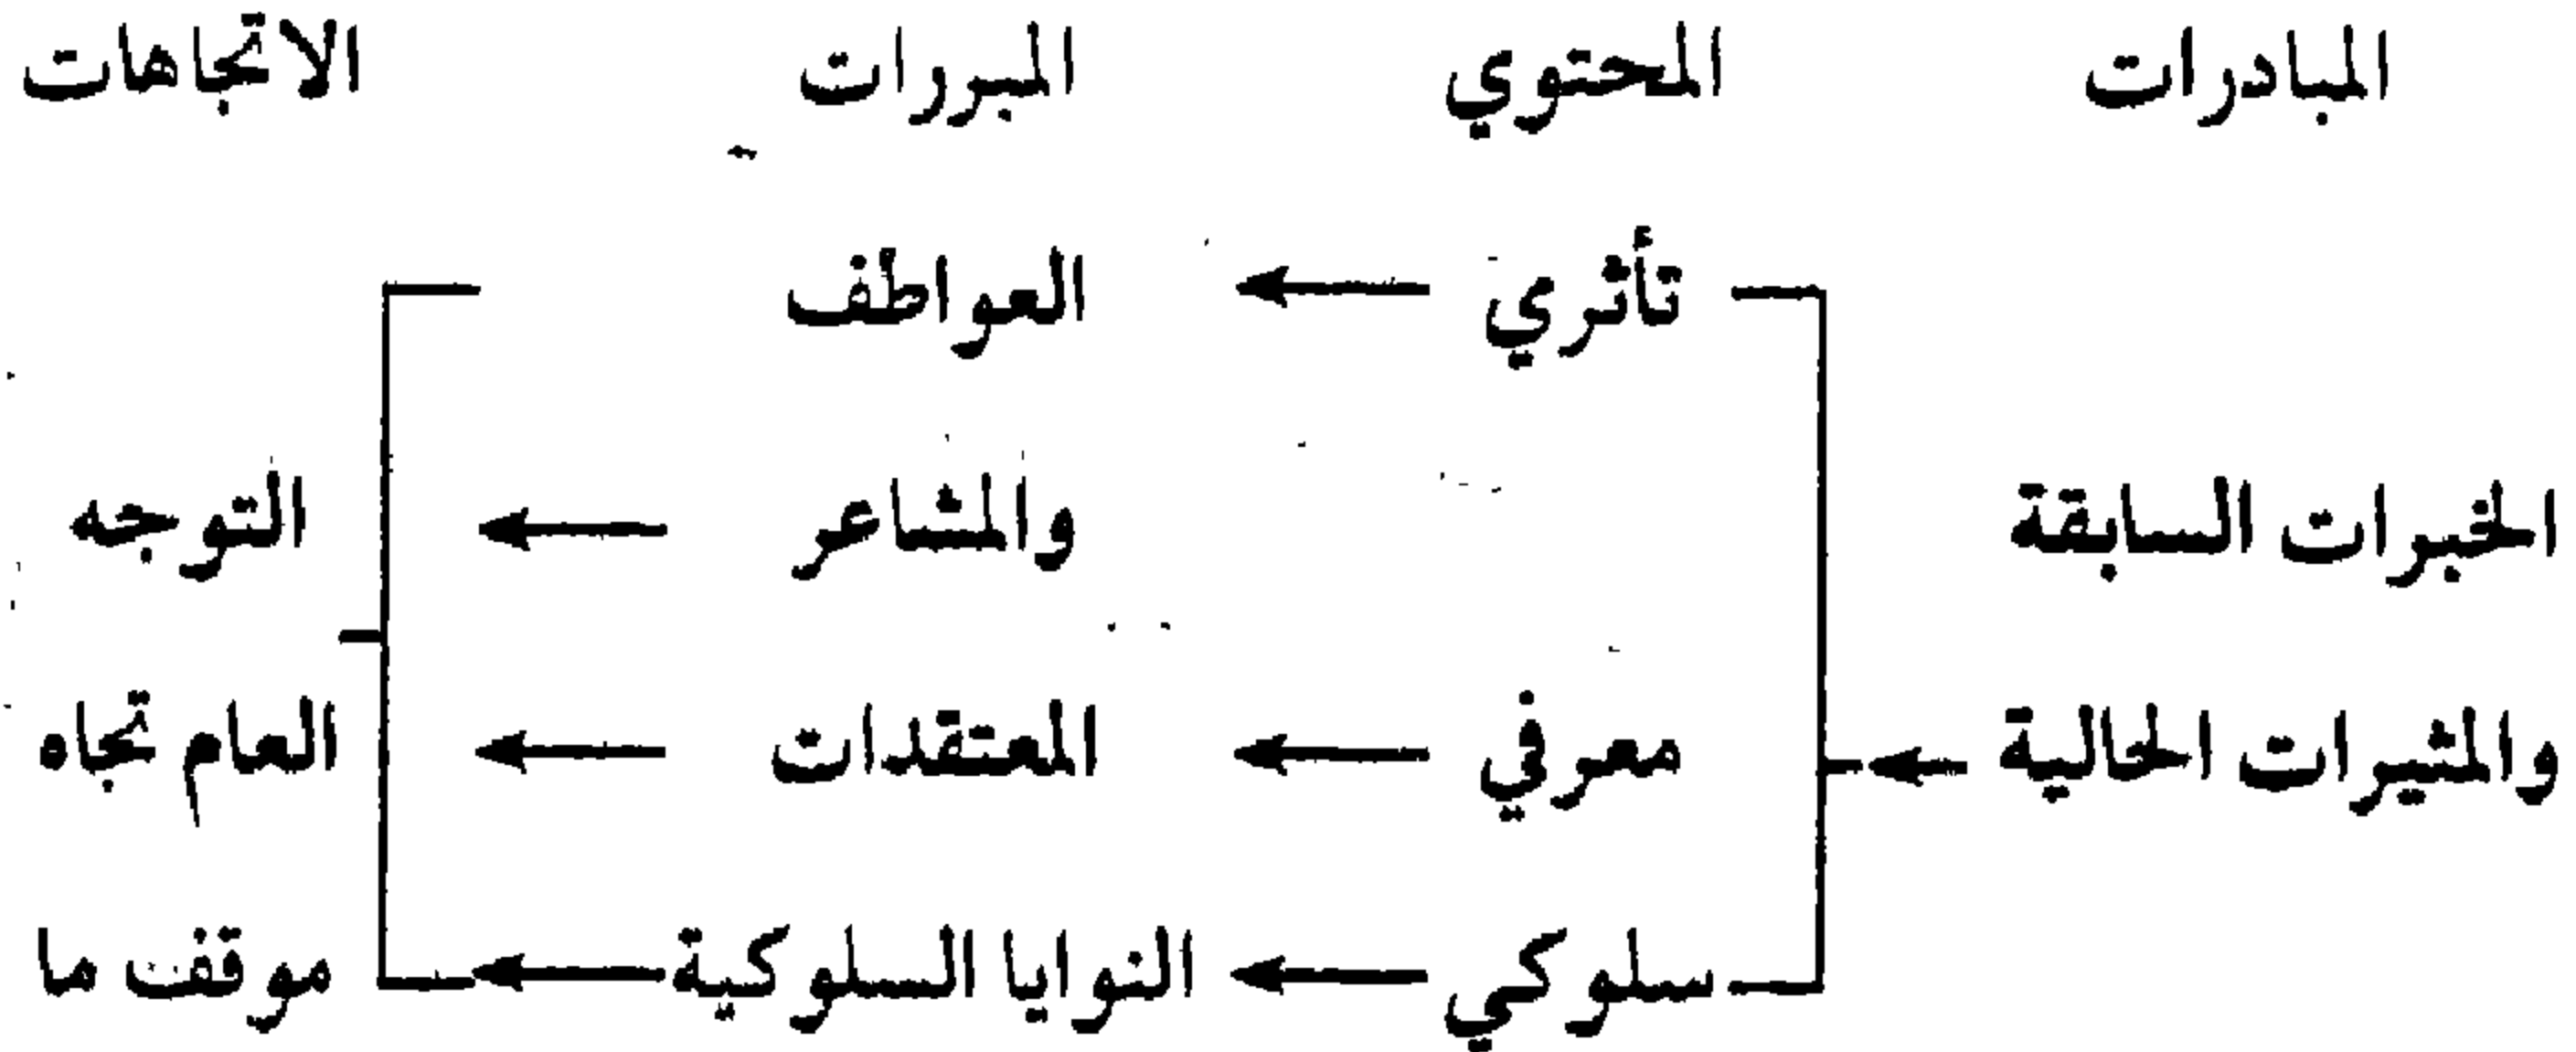 المبادرات المحتوي المبررات الاتجاهات
تأثري العواطف
الخبرات السابقة والمشاعر التوجه
والمثيرات الحالية معرفي المعتقدات العام تجاه
سلوكي النوايا السلوكية موقف ما